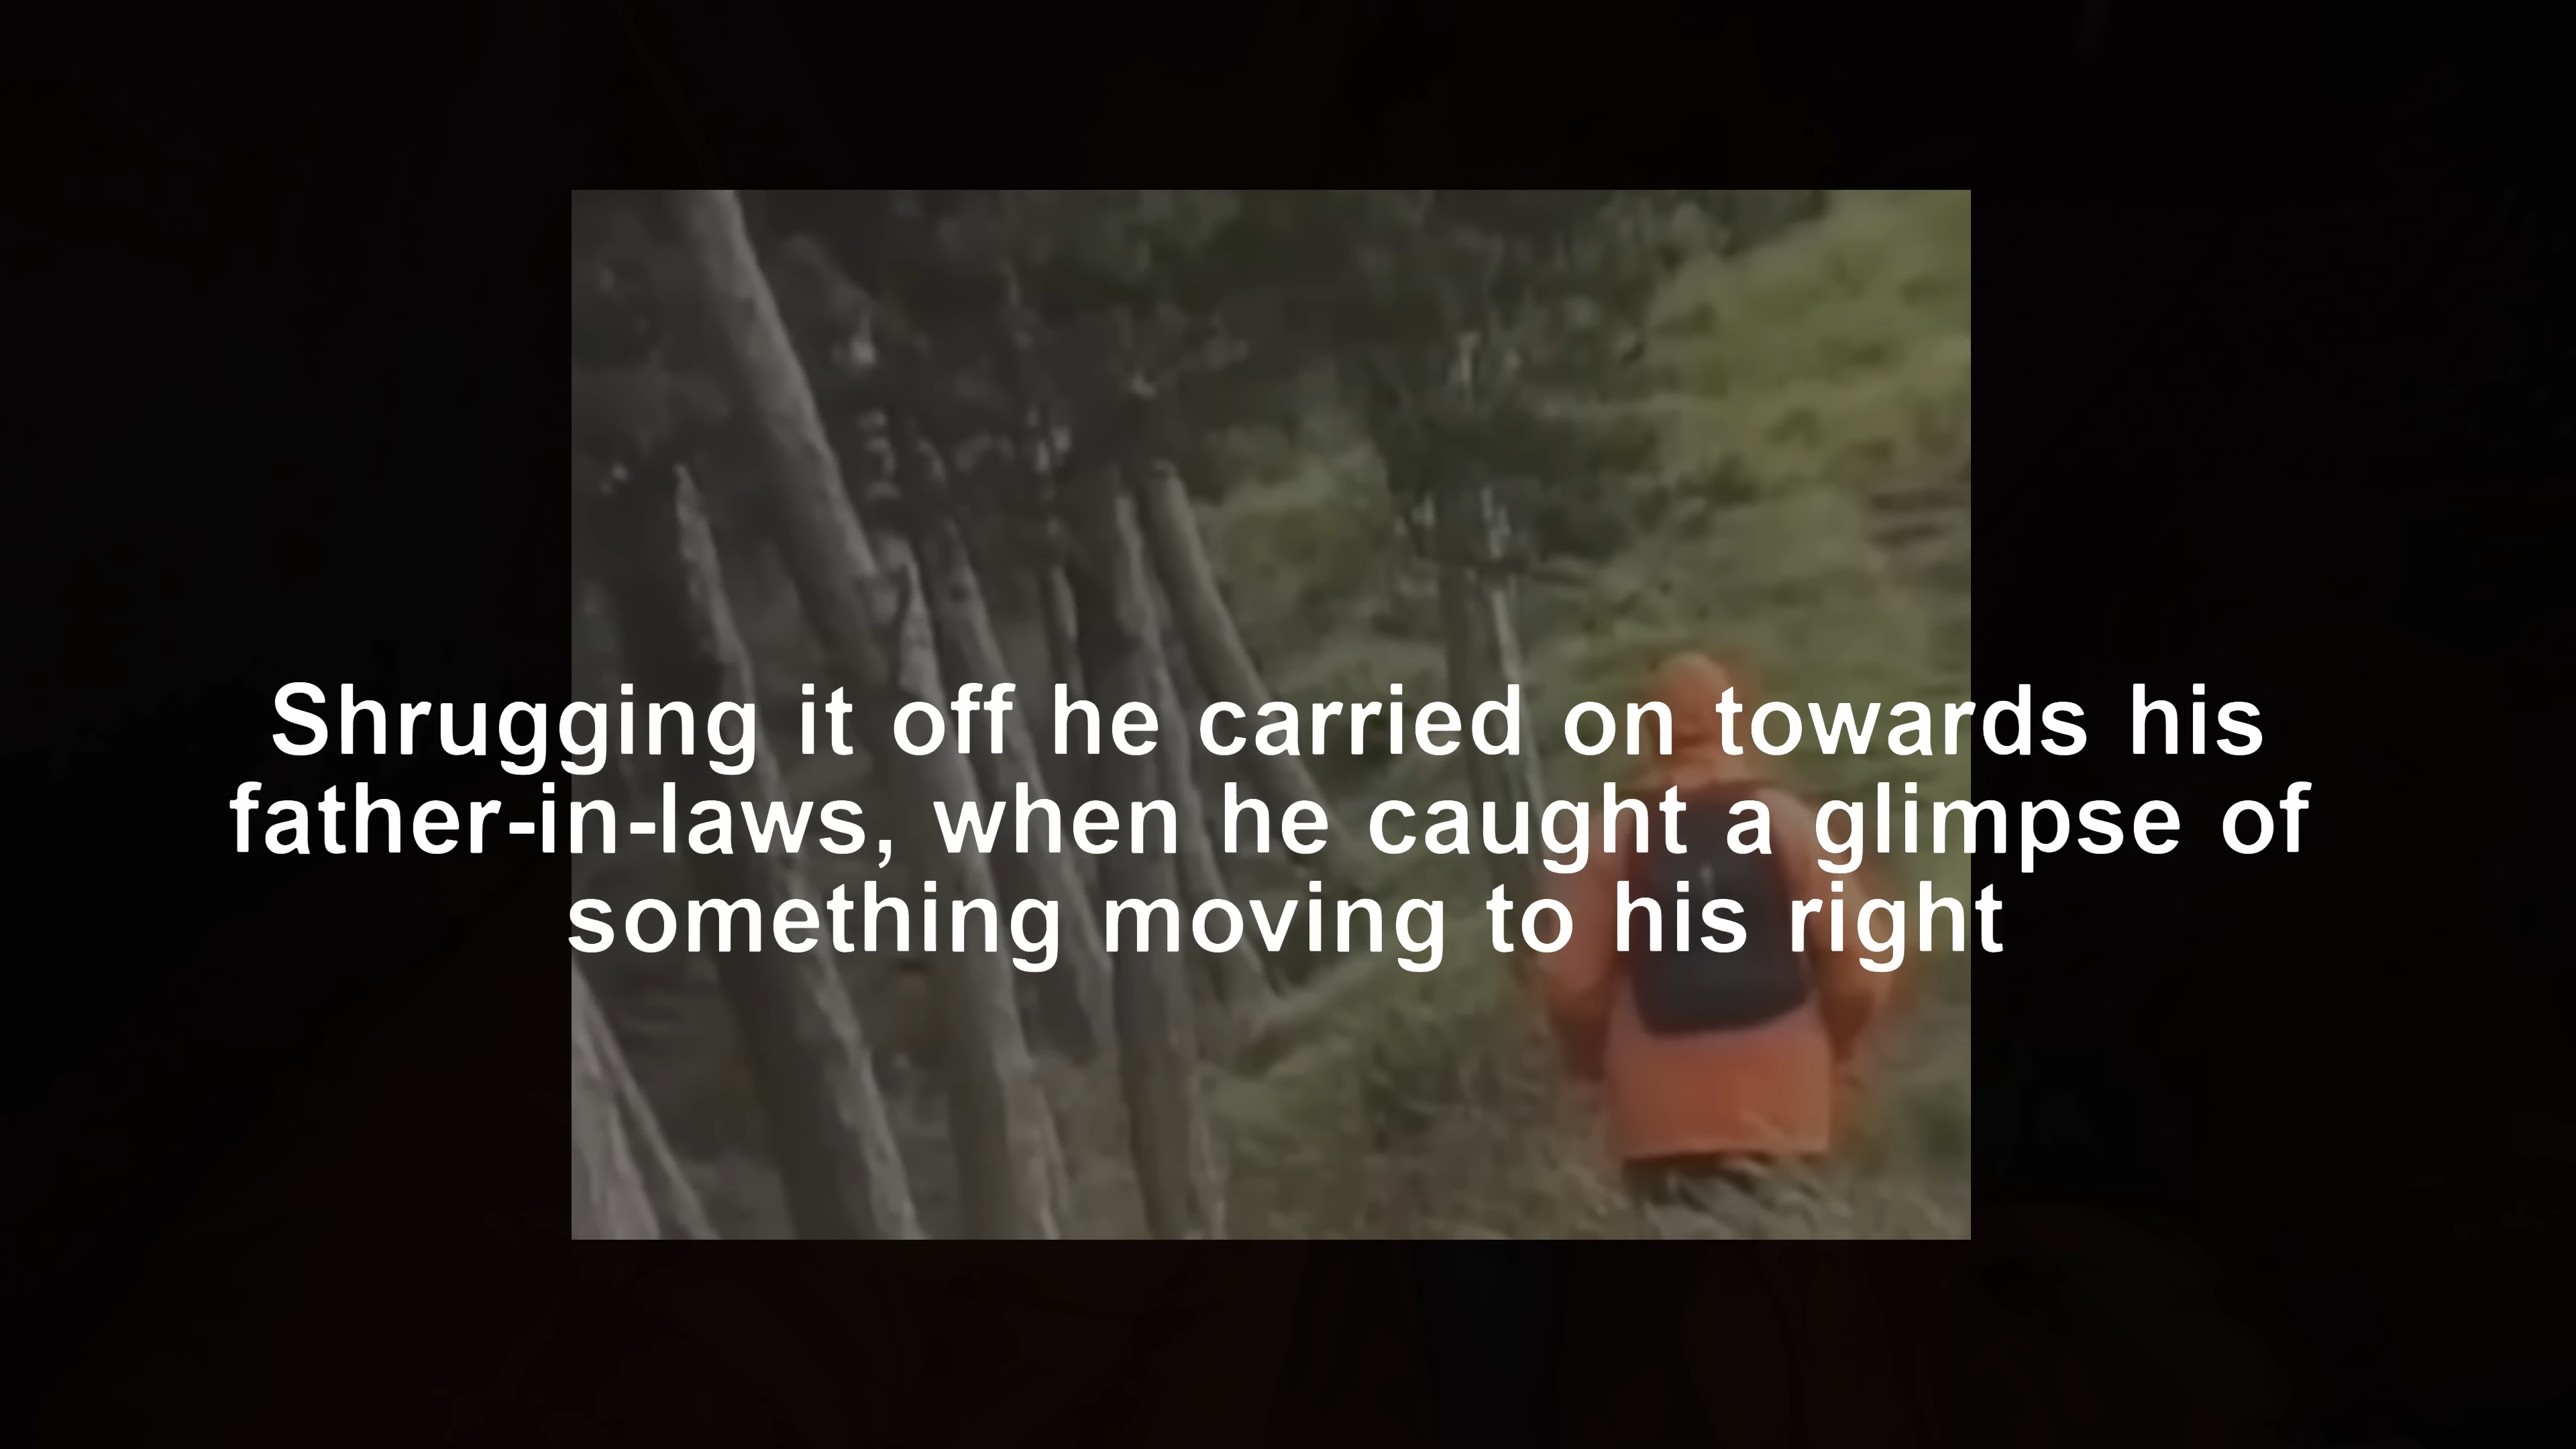 Shrugging it off he carried on towards his
father-in-laws, when he caught a glimpse of
something moving to his right